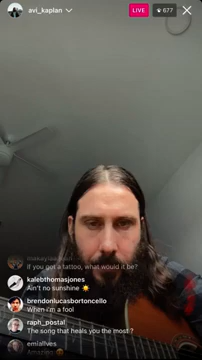 avi_kaplan
LIVE
677
If you got a tattoo, what would it be?
kalebthomasjones
Ain't no sunshine ☀️
brendonlucasbortoncello
When i'm a fool
raph_postal
The song that heals you the most ?